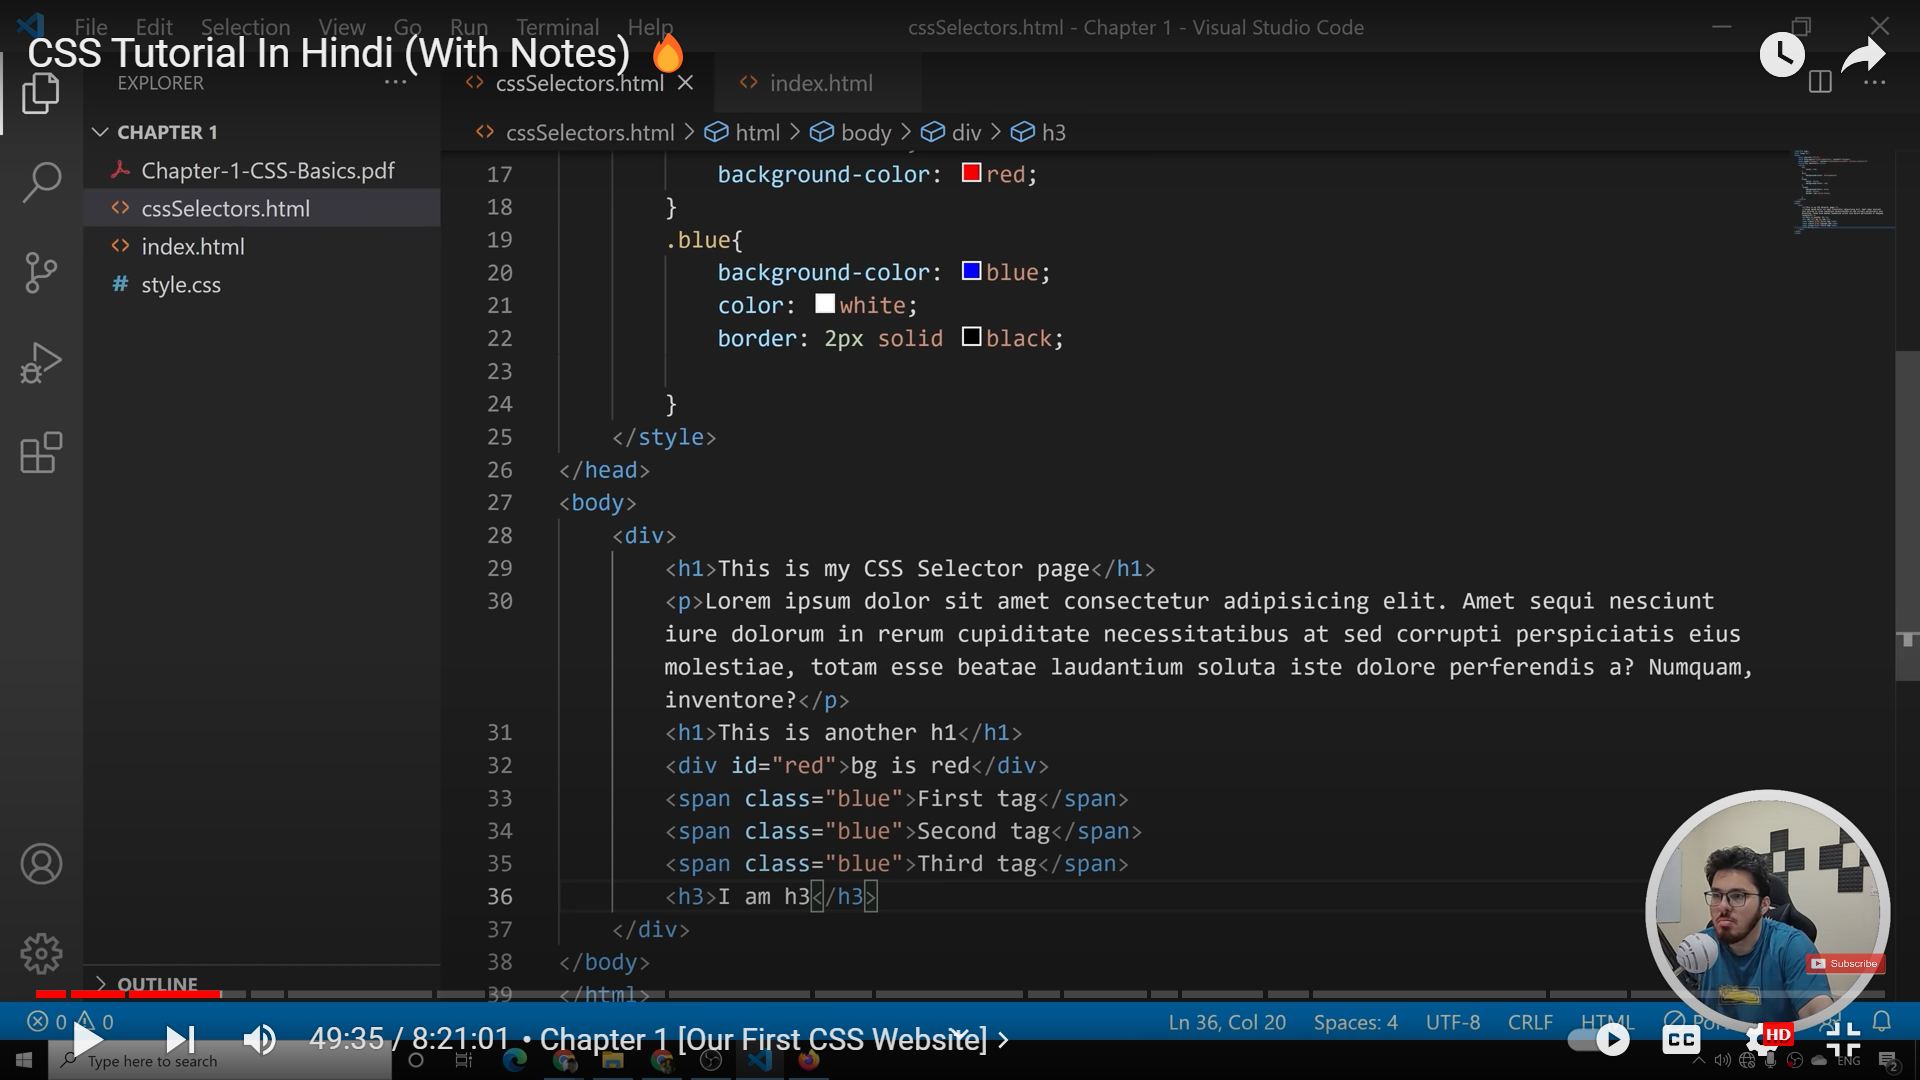 File Edit Selection View Go Run Terminal Help
cssSelectors.html - Chapter 1 - Visual Studio Code
CSS Tutorial In Hindi (With Notes) 🔥
EXPLORER ···
cssSelectors.html
index.html
CHAPTER 1
Chapter-1-CSS-Basics.pdf
cssSelectors.html
index.html
# style.css
cssSelectors.html > html > body > div > h3
17 background-color: red;
18 }
19 .blue{
20 background-color: blue;
21 color: white;
22 border: 2px solid black;
23
24 }
25 </style>
26 </head>
27 <body>
28 <div>
29 <h1>This is my CSS Selector page</h1>
30 <p>Lorem ipsum dolor sit amet consectetur adipisicing elit. Amet sequi nesciunt
iure dolorum in rerum cupiditate necessitatibus at sed corrupti perspiciatis eius
molestiae, totam esse beatae laudantium soluta iste dolore perferendis a? Numquam,
inventore?</p>
31 <h1>This is another h1</h1>
32 <div id="red">bg is red</div>
33 <span class="blue">First tag</span>
34 <span class="blue">Second tag</span>
35 <span class="blue">Third tag</span>
36 <h3>I am h3</h3>
37 </div>
38 </body>
39 </html>
OUTLINE
Subscribe
0 0
Ln 36, Col 20 Spaces: 4 UTF-8 CRLF HTML
49:35 / 8:21:01 • Chapter 1 [Our First CSS Website] >
CC
HD
Type here to search
ENG
2